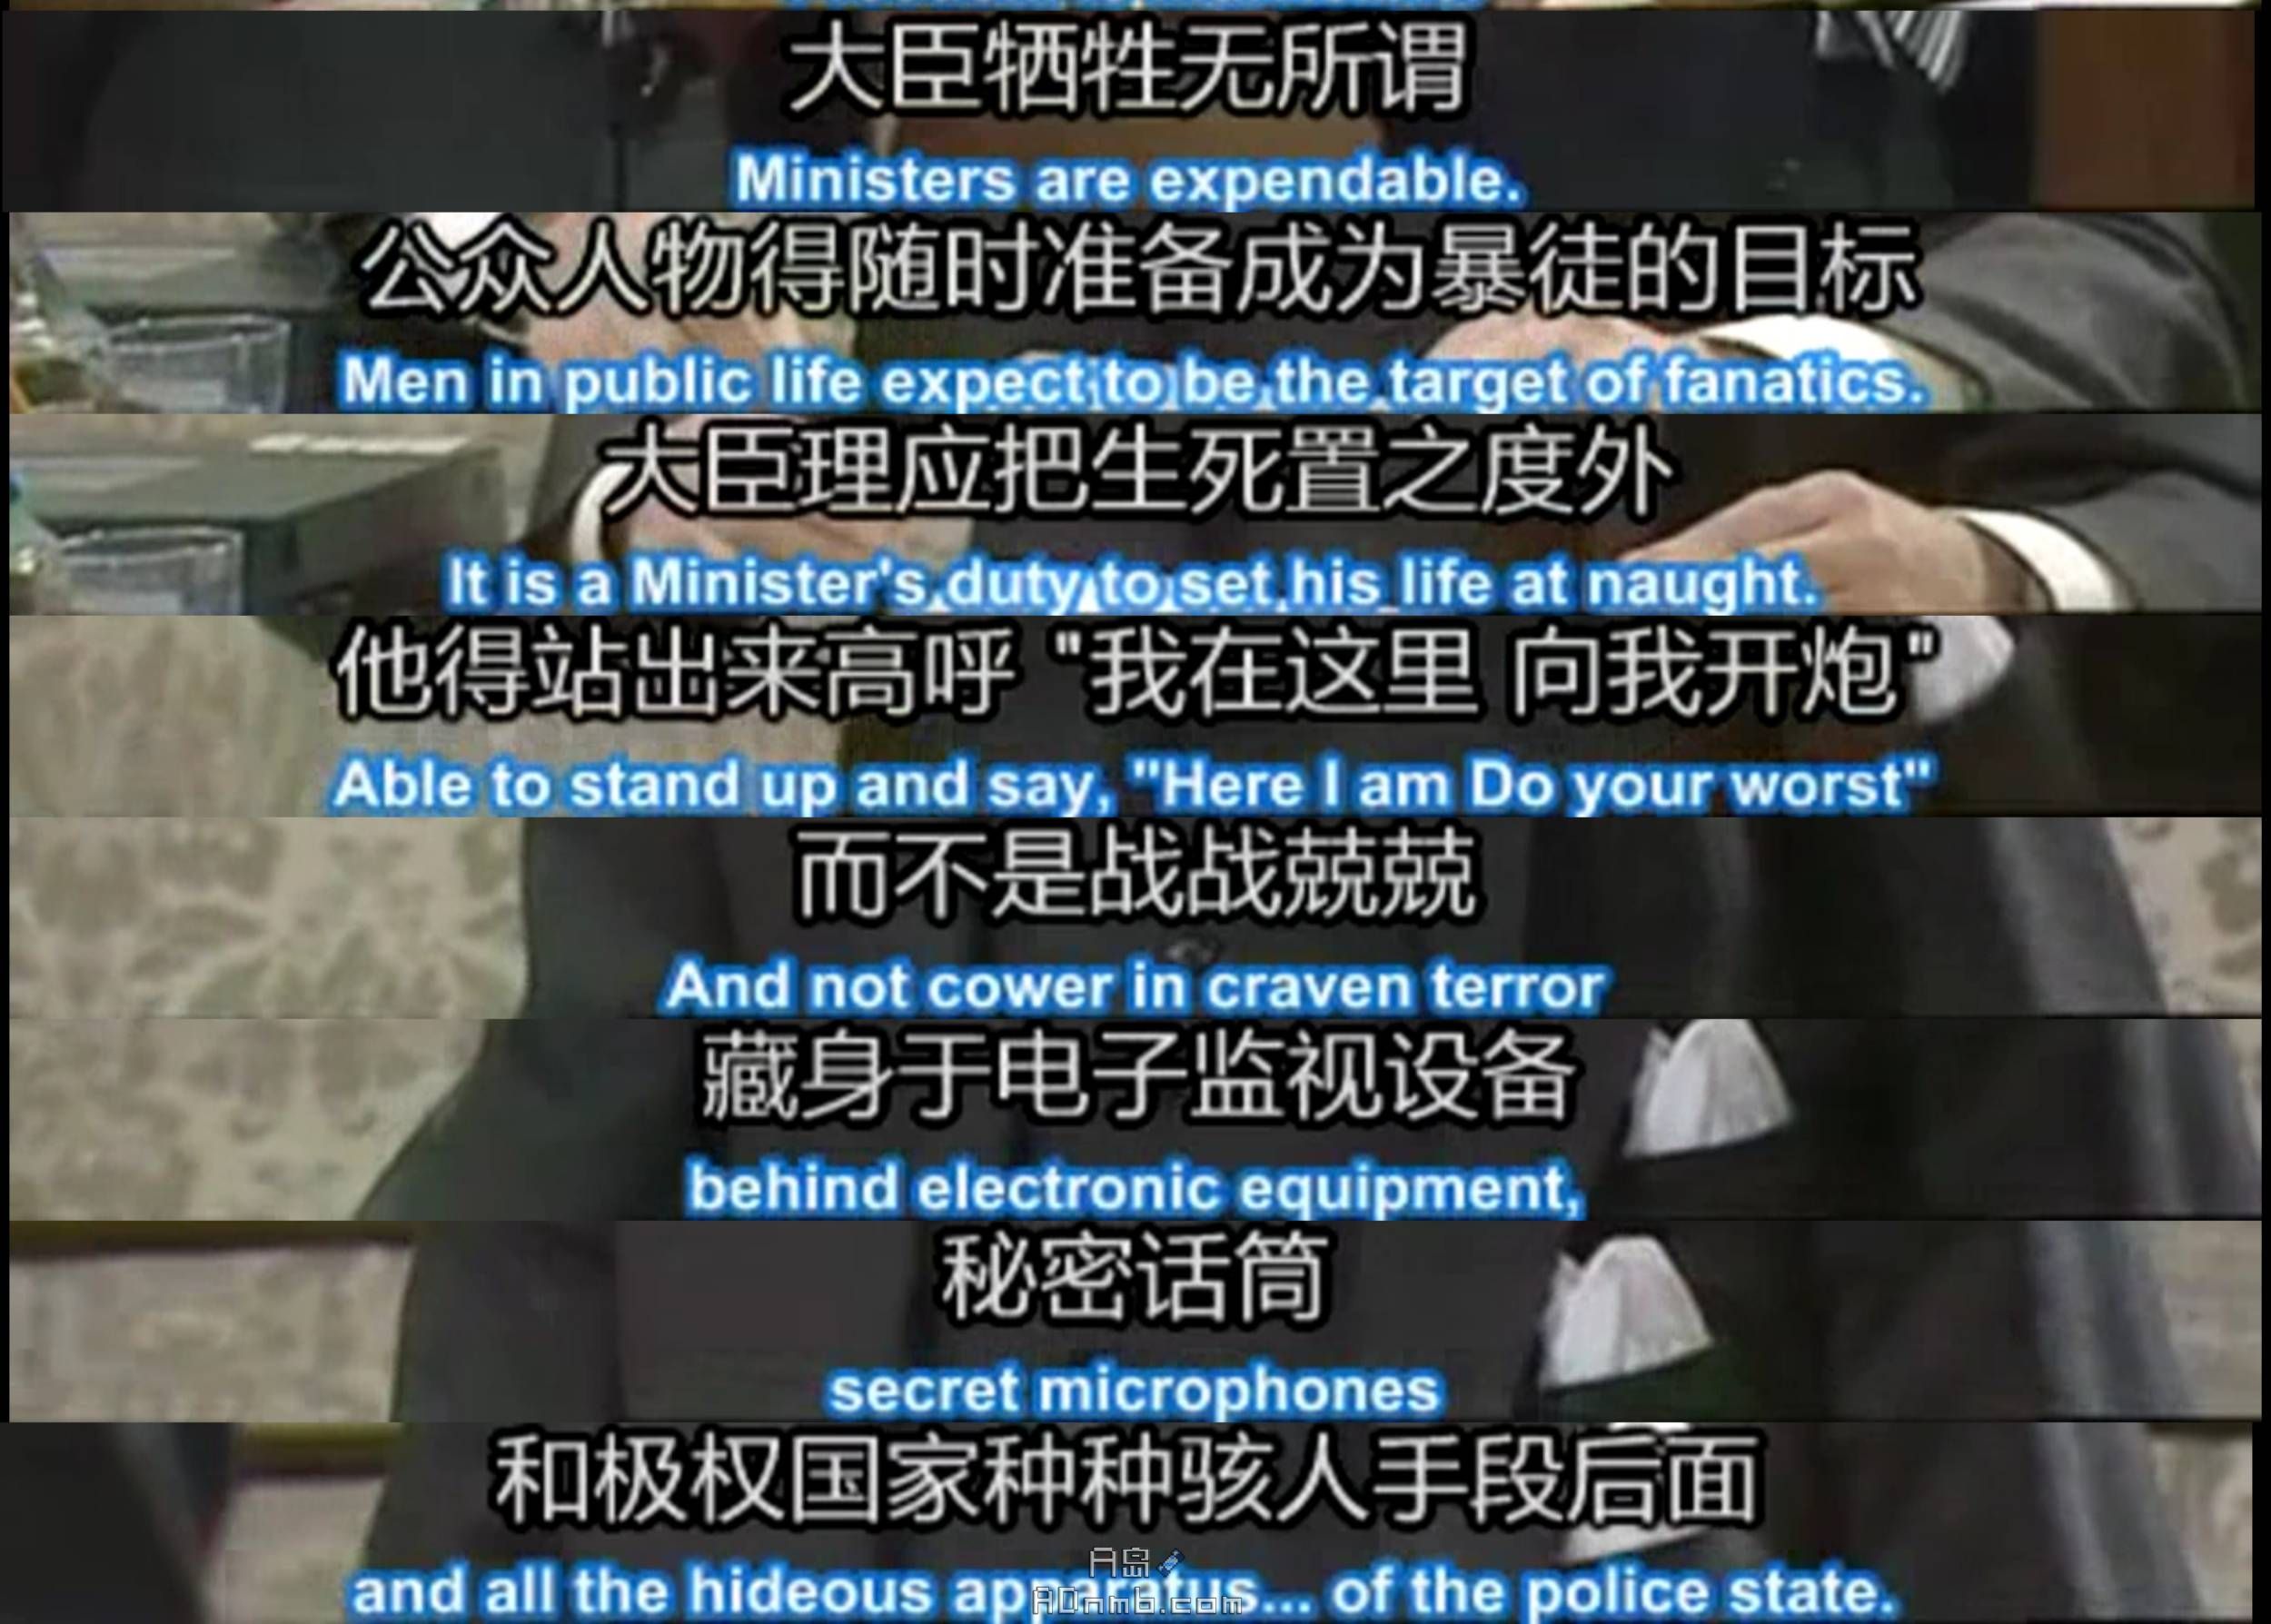 大臣牺牲无所谓
Ministers are expendable.
公众人物得随时准备成为暴徒的目标
Men in public life expect to be the target of fanatics.
大臣理应把生死置之度外
It is a Minister's duty to set his life at naught.
他得站出来高呼 "我在这里 向我开炮"
Able to stand up and say, "Here I am Do your worst"
而不是战战兢兢
And not cower in craven terror
藏身于电子监视设备
behind electronic equipment,
秘密话筒
secret microphones
和极权国家种种骇人手段后面
and all the hideous apparatus... of the police state.
A岛
ADnmb.com